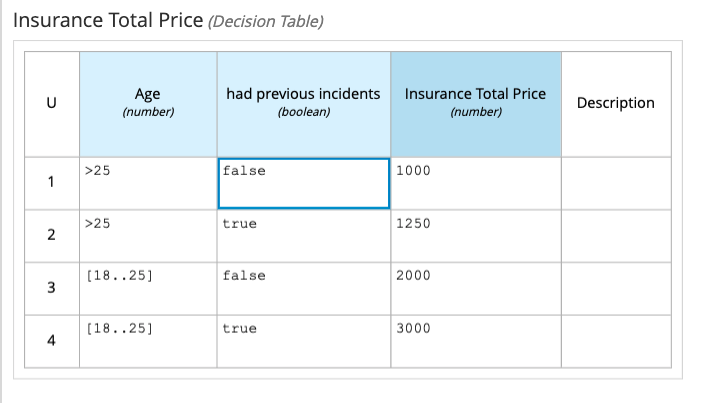 Insurance Total Price (Decision Table)
U Age (number) had previous incidents (boolean) Insurance Total Price (number) Description
1 >25 false 1000
2 >25 true 1250
3 [18..25] false 2000
4 [18..25] true 3000